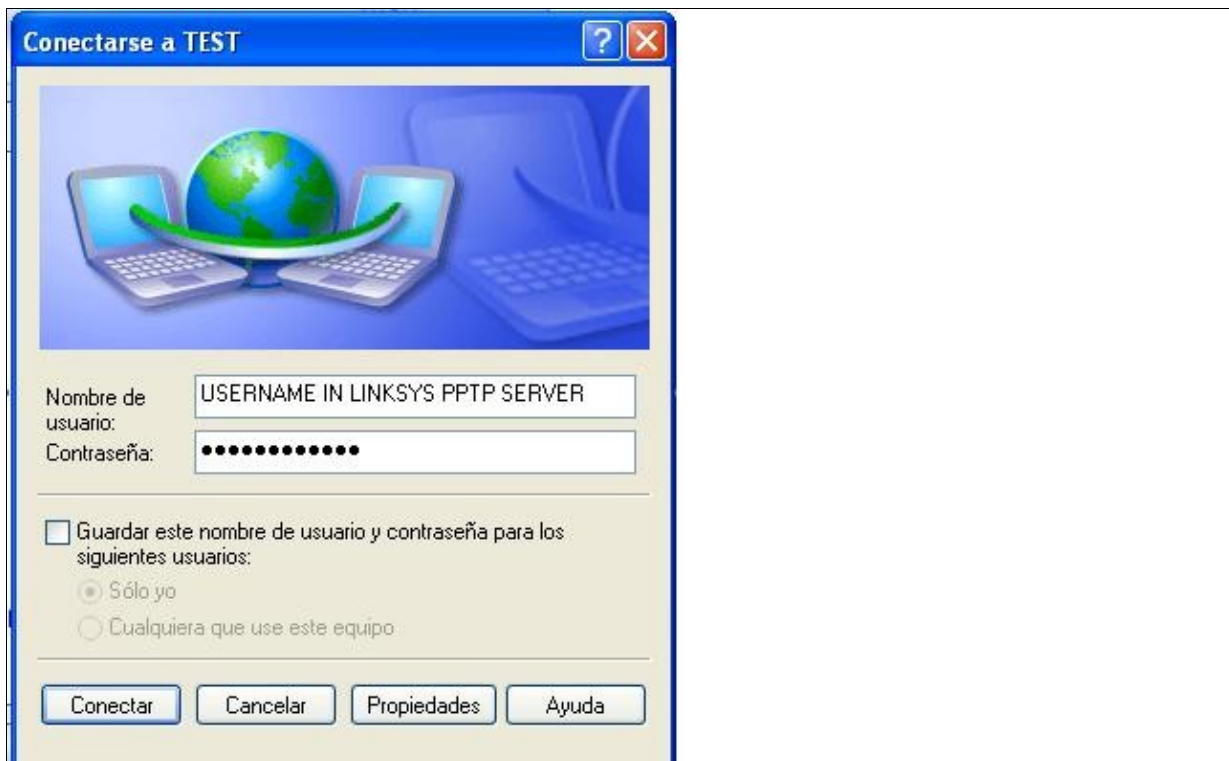 Conectarse a TEST
Nombre de
usuario:
USERNAME IN LINKSYS PPTP SERVER
Contraseña:
••••••••••••
Guardar este nombre de usuario y contraseña para los
siguientes usuarios:
Sólo yo
Cualquiera que use este equipo
Conectar
Cancelar
Propiedades
Ayuda